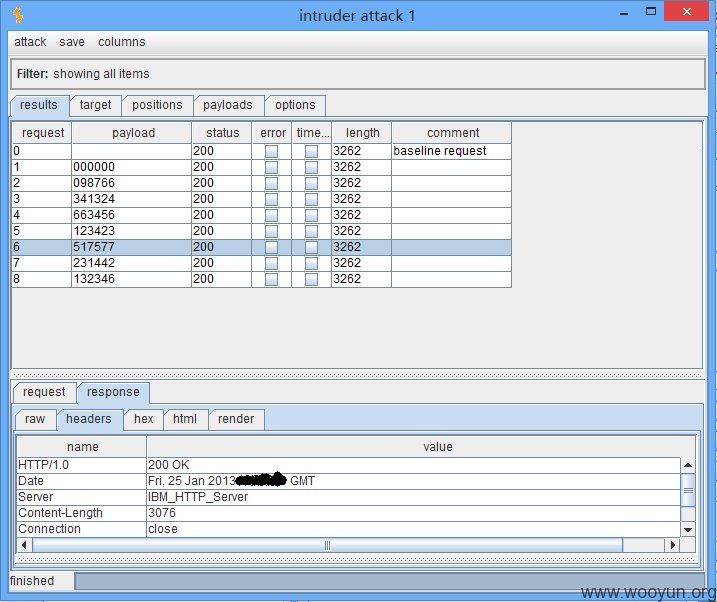 intruder attack 1
attack save columns
Filter: showing all items
results target positions payloads options
request payload status error time... length comment
0 200 3262 baseline request
1 000000 200 3262
2 098766 200 3262
3 341324 200 3262
4 663456 200 3262
5 123423 200 3262
6 517577 200 3262
7 231442 200 3262
8 132346 200 3262
request response
raw headers hex html render
name value
HTTP/1.0 200 OK
Date Fri, 25 Jan 2013 GMT
Server IBM_HTTP_Server
Content-Length 3076
Connection close
finished
www.wooyun.org